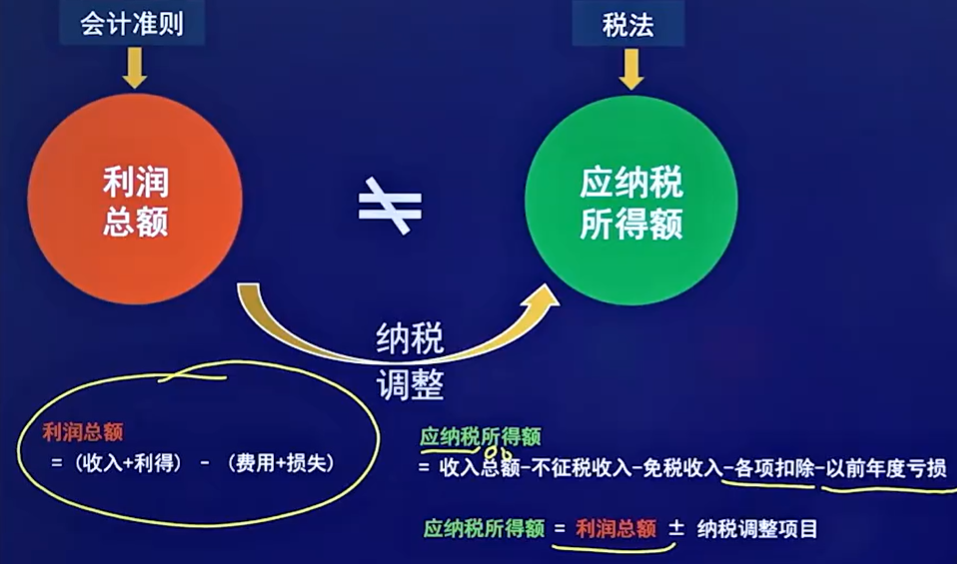 会计准则
税法
利润
总额
≠
应纳税
所得额
纳税
调整
利润总额
=（收入+利得）-（费用+损失）
应纳税所得额
= 收入总额-不征税收入-免税收入-各项扣除-以前年度亏损
应纳税所得额 = 利润总额 ± 纳税调整项目